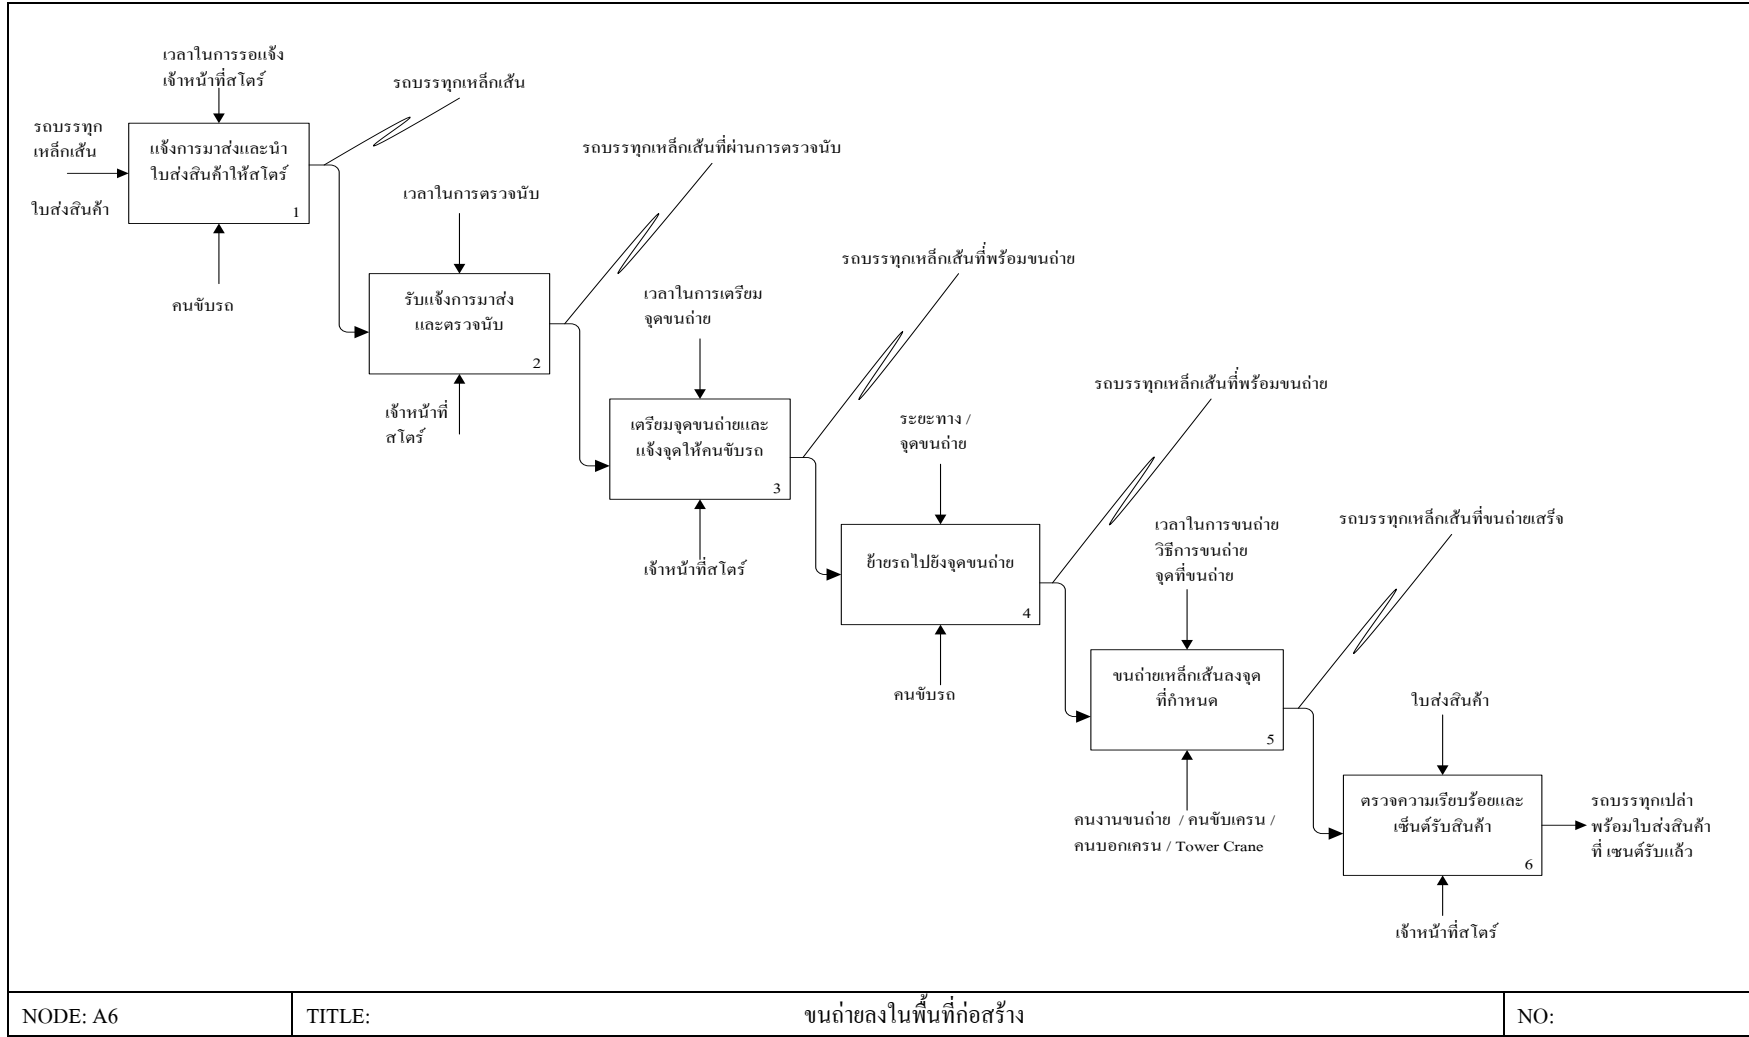 เวลาในการรอแจ้ง
เจ้าหน้าที่สโตร์
รถบรรทุกเหล็กเส้น
รถบรรทุก
เหล็กเส้น
ใบส่งสินค้า
แจ้งการมาส่งและนำ
ใบส่งสินค้าให้สโตร์
1
คนขับรถ
รถบรรทุกเหล็กเส้นที่ผ่านการตรวจนับ
เวลาในการตรวจนับ
รับแจ้งการมาส่ง
และตรวจนับ
2
เจ้าหน้าที่
สโตร์
รถบรรทุกเหล็กเส้นที่พร้อมขนถ่าย
เวลาในการเตรียม
จุดขนถ่าย
เตรียมจุดขนถ่ายและ
แจ้งจุดให้คนขับรถ
3
เจ้าหน้าที่สโตร์
รถบรรทุกเหล็กเส้นที่พร้อมขนถ่าย
ระยะทาง /
จุดขนถ่าย
ย้ายรถไปยังจุดขนถ่าย
4
คนขับรถ
รถบรรทุกเหล็กเส้นที่ขนถ่ายเสร็จ
เวลาในการขนถ่าย
วิธีการขนถ่าย
จุดที่ขนถ่าย
ขนถ่ายเหล็กเส้นลงจุด
ที่กำหนด
5
คนงานขนถ่าย / คนขับเครน /
คนบอกเครน / Tower Crane
ใบส่งสินค้า
ตรวจความเรียบร้อยและ
เซ็นต์รับสินค้า
6
เจ้าหน้าที่สโตร์
รถบรรทุกเปล่า
พร้อมใบส่งสินค้า
ที่ เซนต์รับแล้ว
NODE: A6
TITLE:
ขนถ่ายลงในพื้นที่ก่อสร้าง
NO: